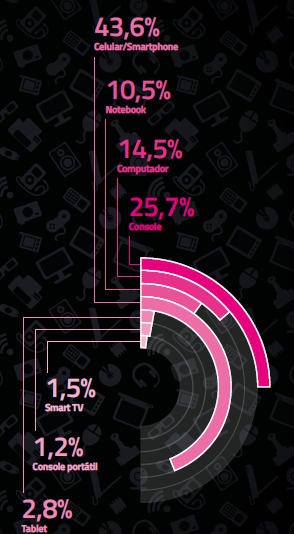 43,6%
Celular/Smartphone
10,5%
Notebook
14,5%
Computador
25,7%
Console
1,5%
Smart TV
1,2%
Console portátil
2,8%
Tablet